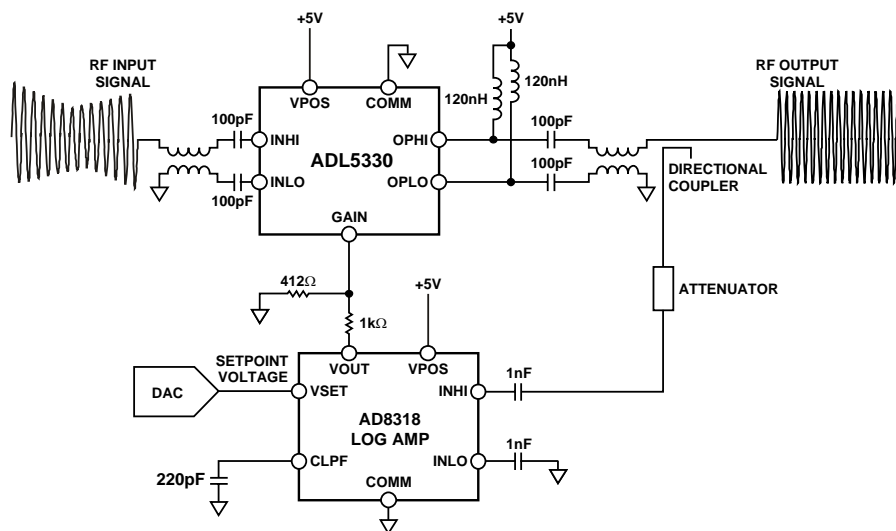 +5V
+5V
RF INPUT
SIGNAL
RF OUTPUT
SIGNAL
120nH
120nH
VPOS
COMM
100pF
INHI
OPHI
100pF
ADL5330
DIRECTIONAL
COUPLER
100pF
INLO
OPLO
100pF
GAIN
412Ω
+5V
ATTENUATOR
1kΩ
SETPOINT
VOLTAGE
VOUT
VPOS
1nF
DAC
VSET
INHI
AD8318
LOG AMP
1nF
220pF
CLPF
INLO
COMM